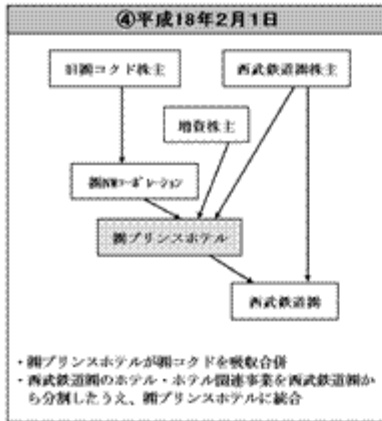 ④平成18年2月1日
旧㈱コクド株主
西武鉄道㈱株主
増資株主
㈱NWコーポレーション
㈱プリンスホテル
西武鉄道㈱
・㈱プリンスホテルが㈱コクドを吸収合併
・西武鉄道㈱のホテル・ホテル関連事業を西武鉄道㈱か
ら分割したうえ、㈱プリンスホテルに統合